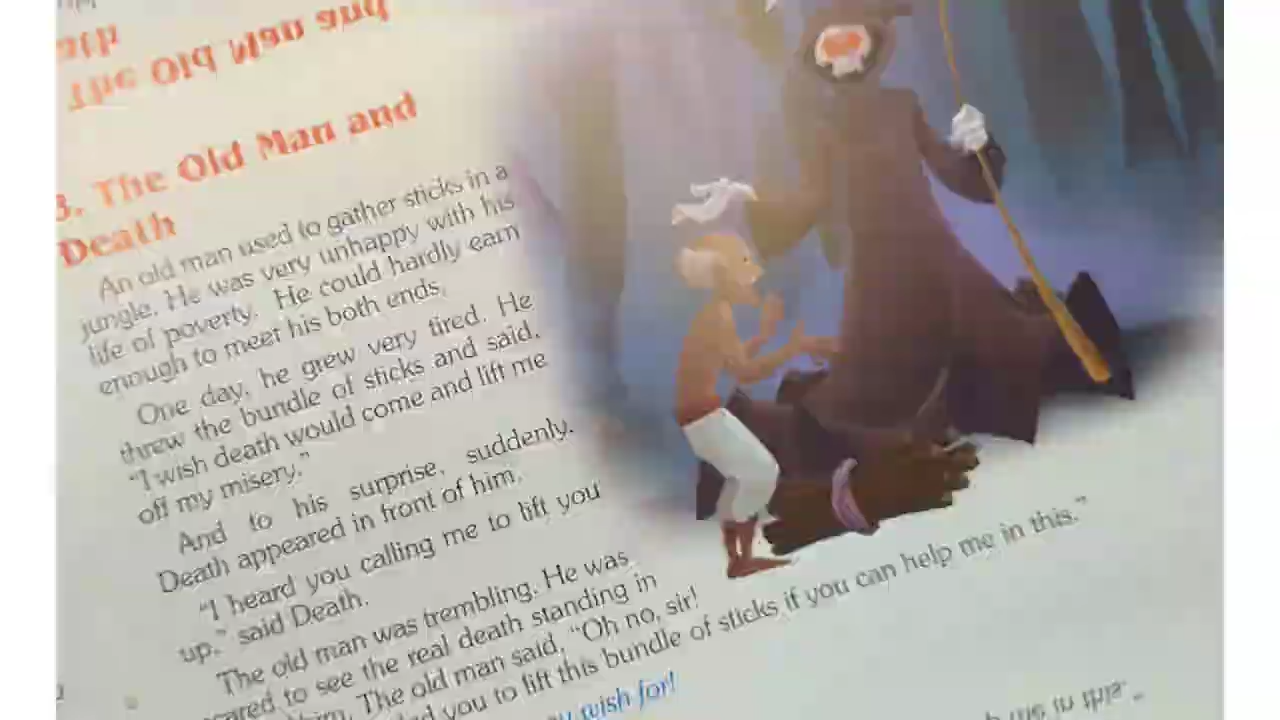 The Old Man and
3. The Old Man and
Death
An old man used to gather sticks in a
jungle. He was very unhappy with his
life of poverty. He could hardly earn
enough to meet his both ends.
One day, he grew very tired. He
threw the bundle of sticks and said,
"I wish death would come and lift me
off my misery."
And to his surprise, suddenly,
Death appeared in front of him.
"I heard you calling me to lift you
up," said Death.
The old man was trembling. He was
to see the real death standing in
The old man said, "Oh no, sir!
you to lift this bundle of sticks if you can help me in this."
wish for!